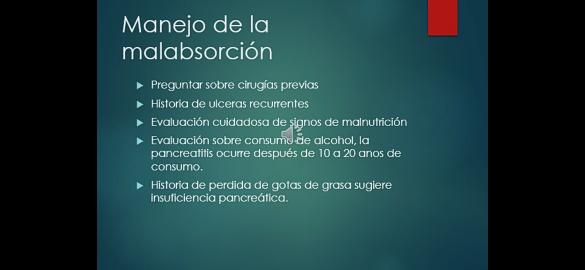 Manejo de la
malabsorción
Preguntar sobre cirugías previas
Historia de ulceras recurrentes
Evaluación cuidadosa de signos de malnutrición
Evaluación sobre consumo de alcohol, la
pancreatitis ocurre después de 10 a 20 anos de
consumo.
Historia de perdida de gotas de grasa sugiere
insuficiencia pancreática.